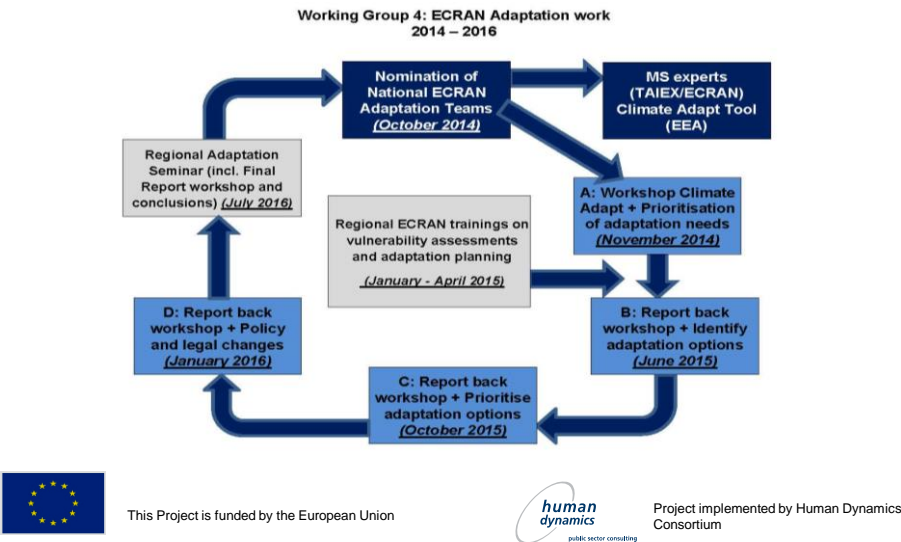 Working Group 4: ECRAN Adaptation work
2014 – 2016
Nomination of
National ECRAN
Adaptation Teams
(October 2014)
MS experts
(TAIEX/ECRAN)
Climate Adapt Tool
(EEA)
Regional Adaptation
Seminar (incl. Final
Report workshop and
conclusions) (July 2016)
A: Workshop Climate
Adapt + Prioritisation
of adaptation needs
(November 2014)
Regional ECRAN trainings on
vulnerability assessments
and adaptation planning
(January - April 2015)
D: Report back
workshop + Policy
and legal changes
(January 2016)
B: Report back
workshop + Identify
adaptation options
(June 2015)
C: Report back
workshop + Prioritise
adaptation options
(October 2015)
This Project is funded by the European Union
human
dynamics
public sector consulting
Project implemented by Human Dynamics
Consortium